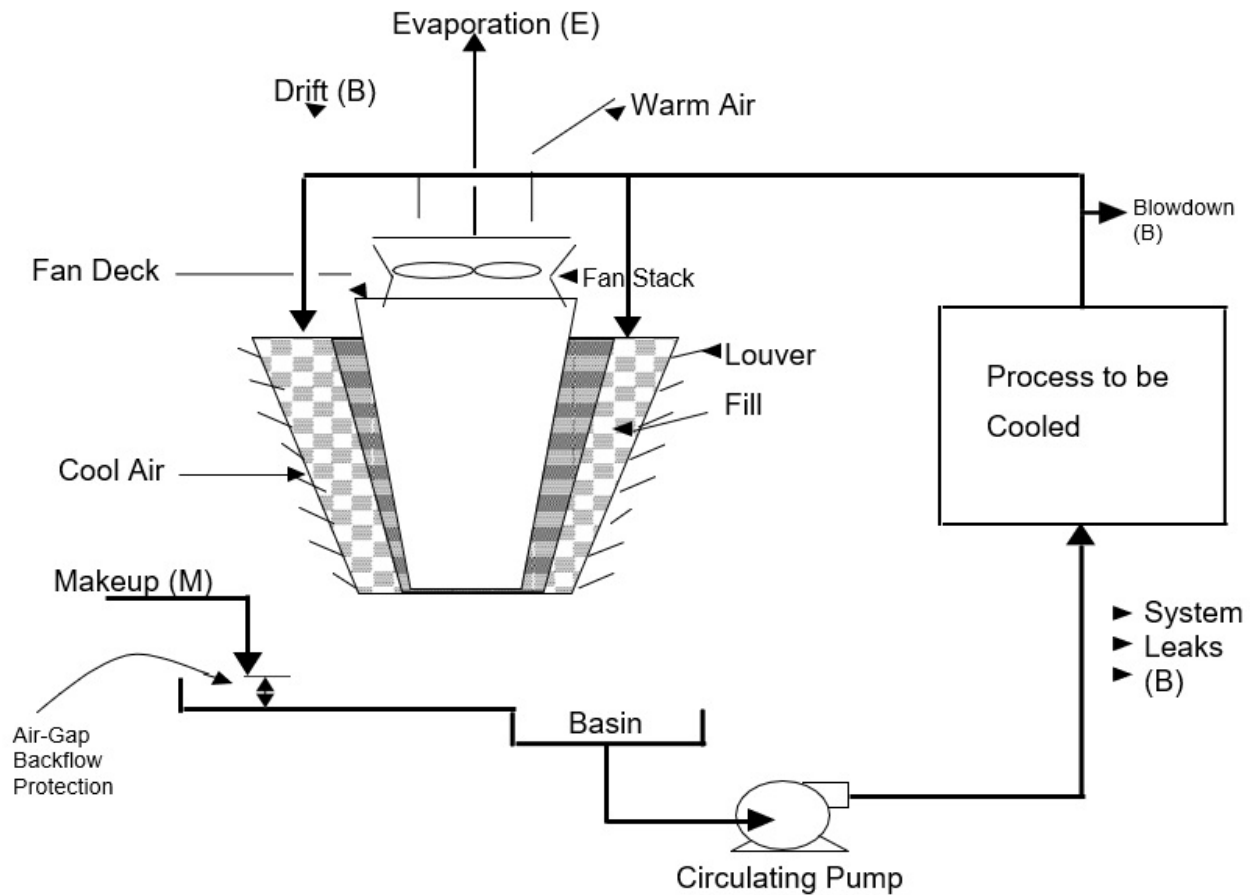 Evaporation (E)
Drift (B)
Warm Air
Blowdown
(B)
Fan Deck
Fan Stack
Louver
Process to be
Cooled
Fill
Cool Air
Makeup (M)
System
Leaks
(B)
Air-Gap
Backflow
Protection
Basin
Circulating Pump